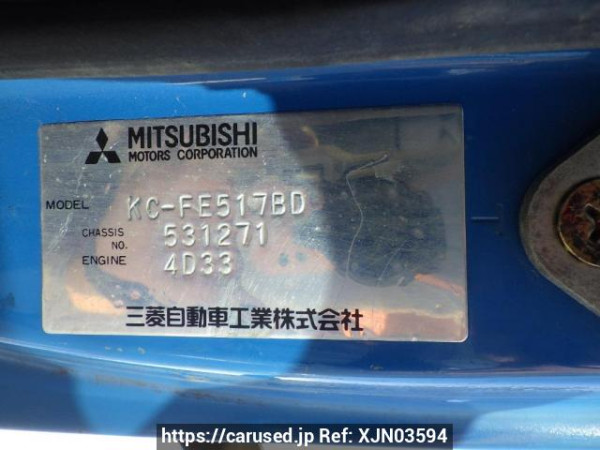 MITSUBISHI
MOTORS CORPORATION
MODEL KC-FE517BD
CHASSIS NO. 531271
ENGINE 4D33
三菱自動車工業株式会社
https://carused.jp Ref: XJN03594